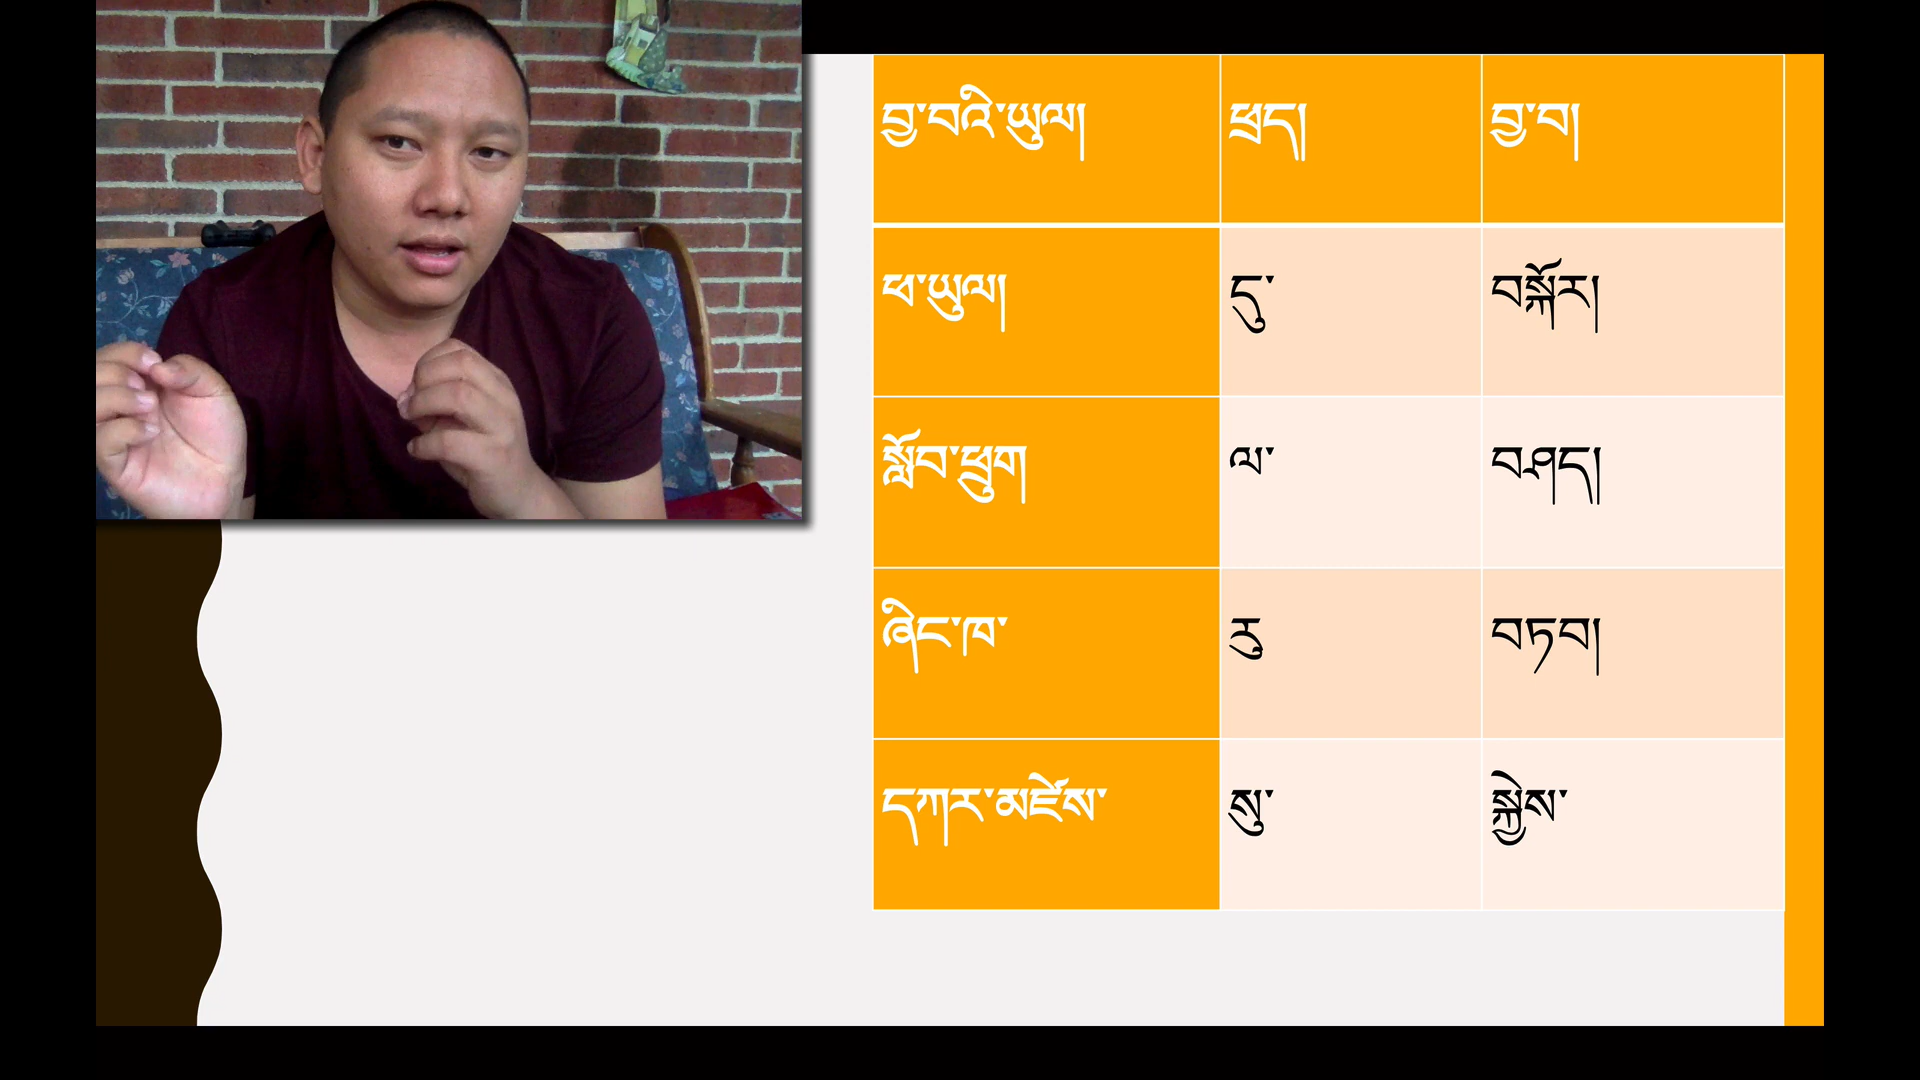 བྱ་བའི་ཡུལ། ཕྲད། བྱ་བ།
ཕ་ཡུལ། དུ་ བསྐོར།
སློབ་ཕྲུག ལ་ བཤད།
ཞིང་ཁ་ རུ བཏབ།
དཀར་མཛེས་ སུ་ སྐྱེས་